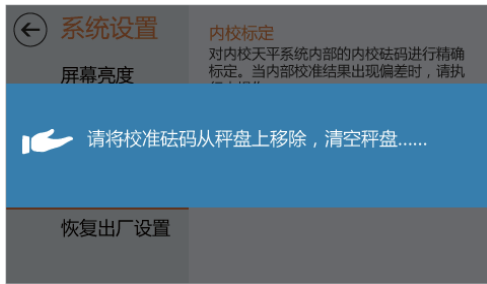 系统设置
内校标定
对内校天平系统内部的内校砝码进行精确
标定。当内部校准结果出现偏差时，请执
屏幕亮度
请将校准砝码从秤盘上移除，清空秤盘......
恢复出厂设置